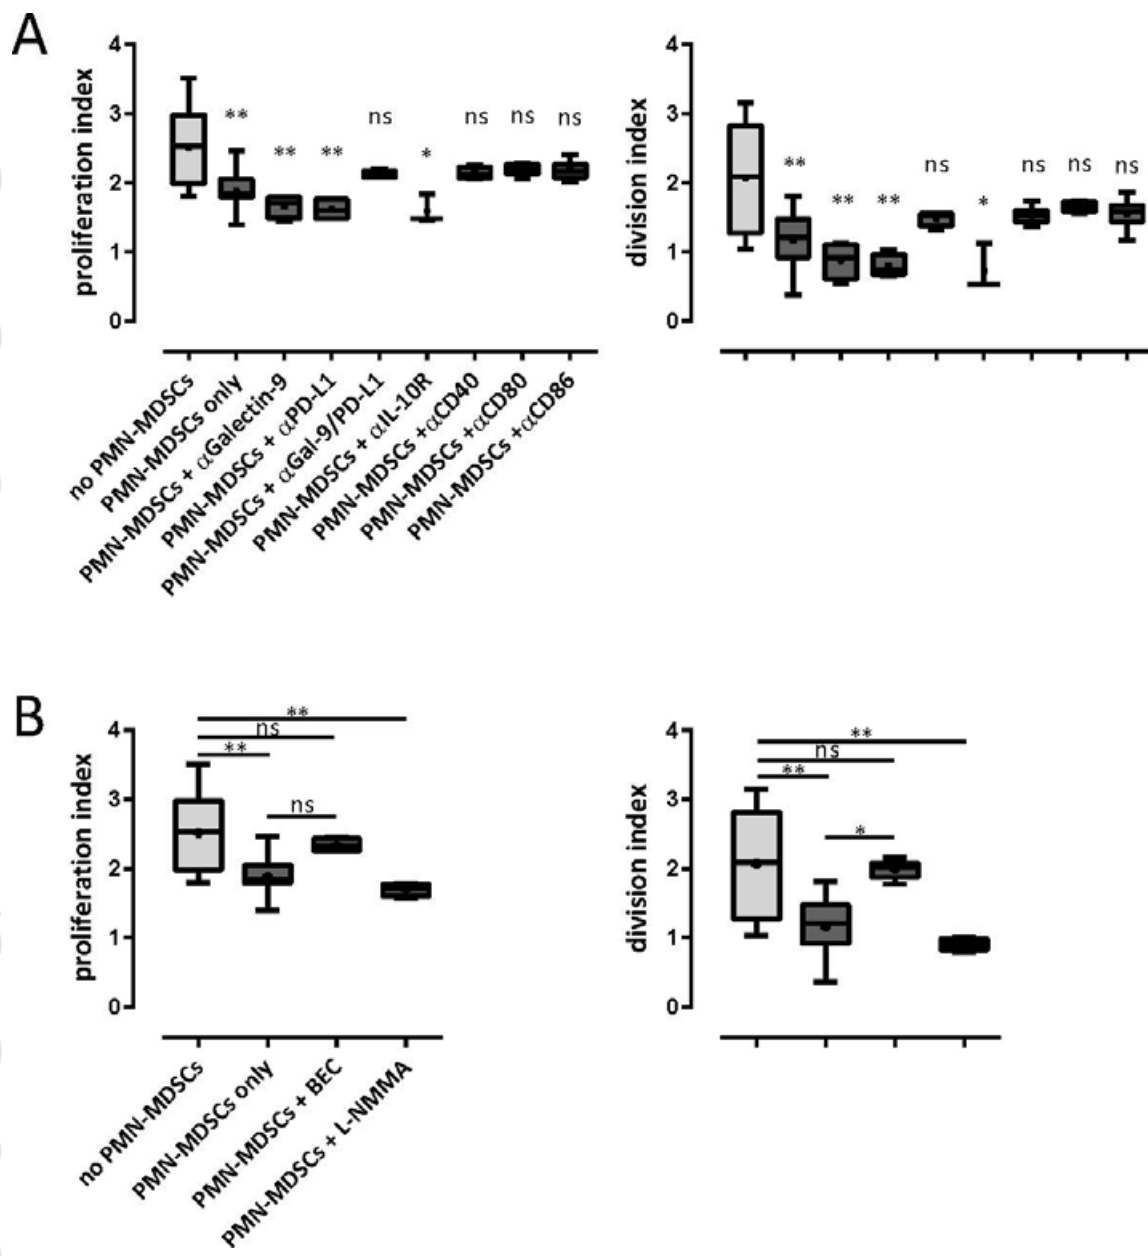 A
proliferation index
4
3
2
1
0
**
**
**
ns
*
ns
ns
ns
no PMN-MDSCs
PMN-MDSCs only
PMN-MDSCs + αGalectin-9
PMN-MDSCs + αPD-L1
PMN-MDSCs + αGal-9/PD-L1
PMN-MDSCs + αIL-10R
PMN-MDSCs +αCD40
PMN-MDSCs +αCD80
PMN-MDSCs +αCD86
division index
4
3
2
1
0
**
**
**
ns
*
ns
ns
ns
B
proliferation index
4
3
2
1
0
**
ns
**
ns
no PMN-MDSCs
PMN-MDSCs only
PMN-MDSCs + BEC
PMN-MDSCs + L-NMMA
division index
4
3
2
1
0
**
ns
**
*